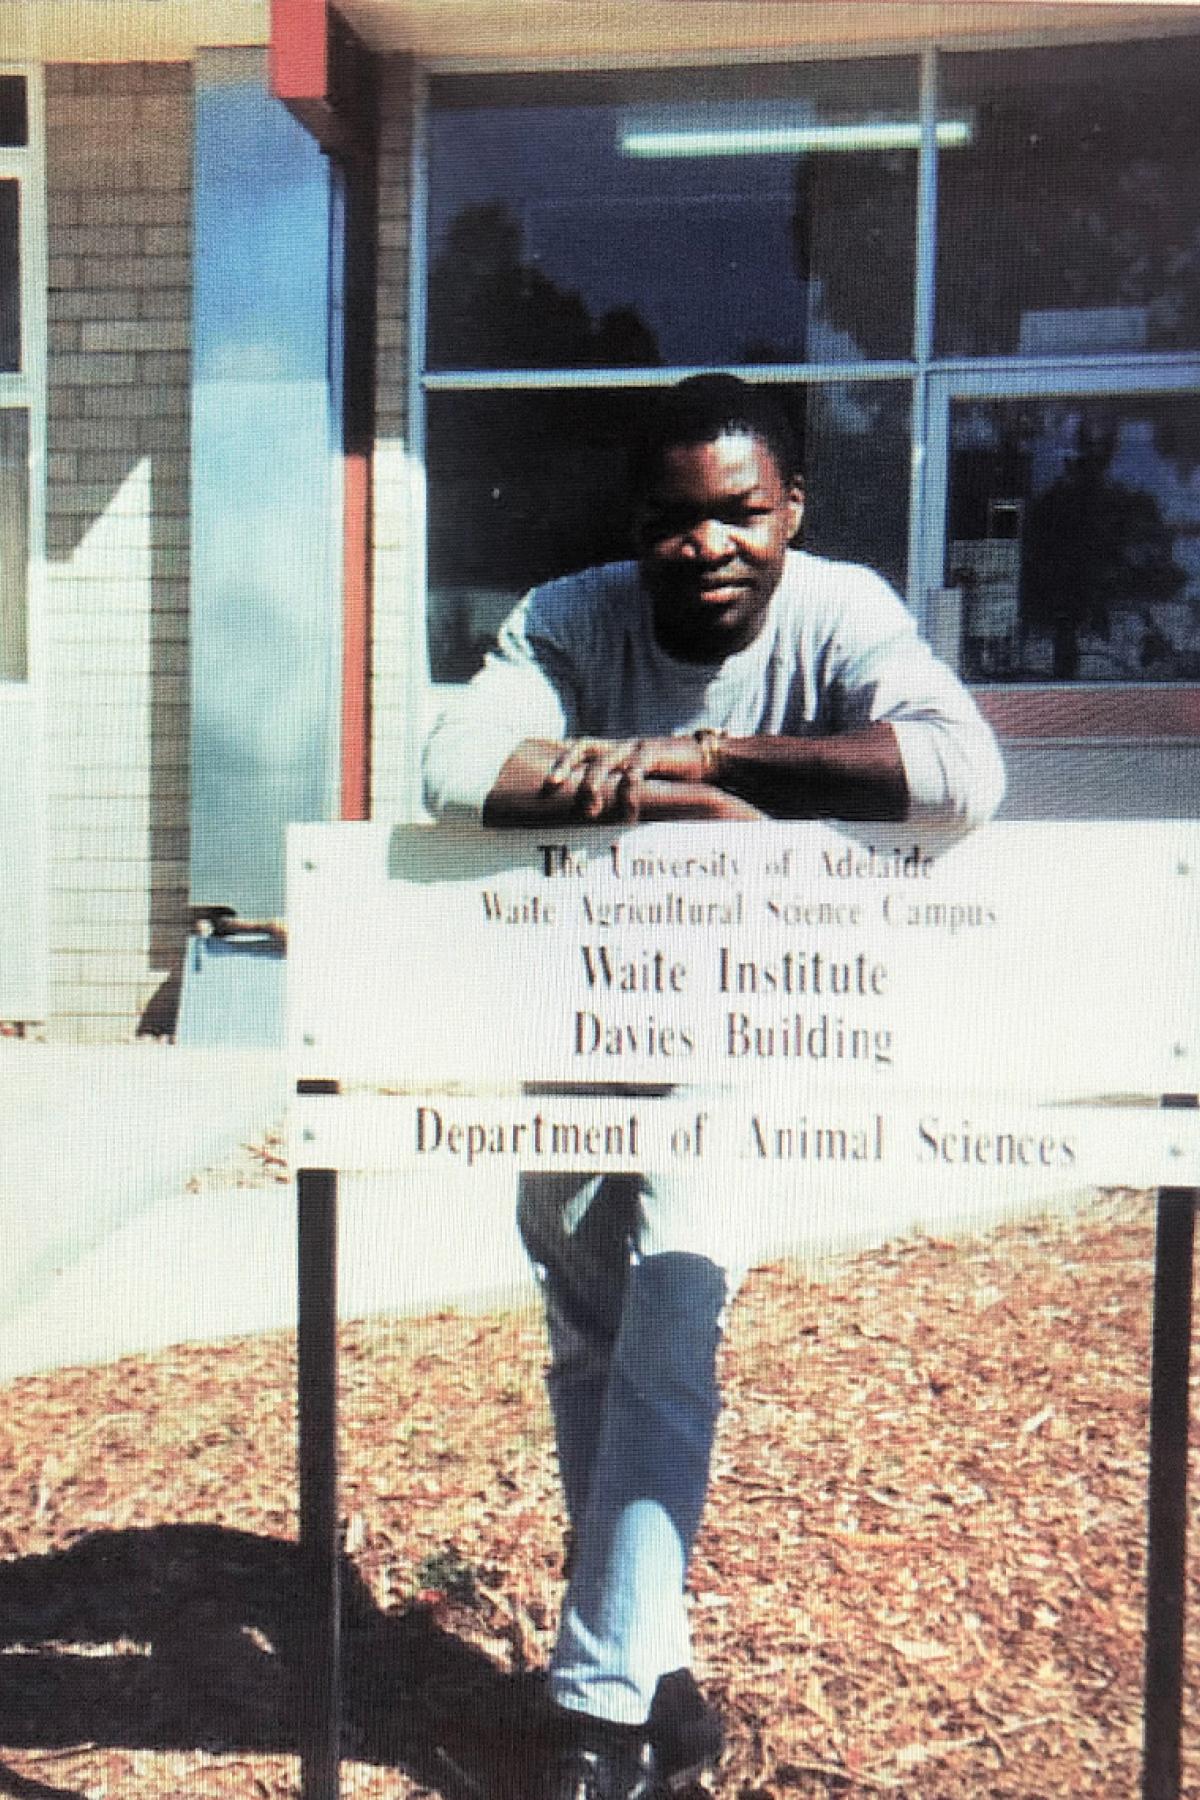 The University of Adelaide
Waite Agricultural Science Campus
Waite Institute
Davies Building
Department of Animal Sciences